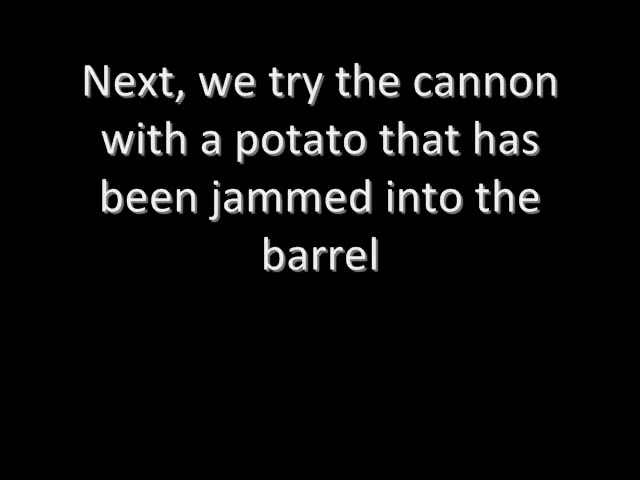 Next, we try the cannon
with a potato that has
been jammed into the
barrel